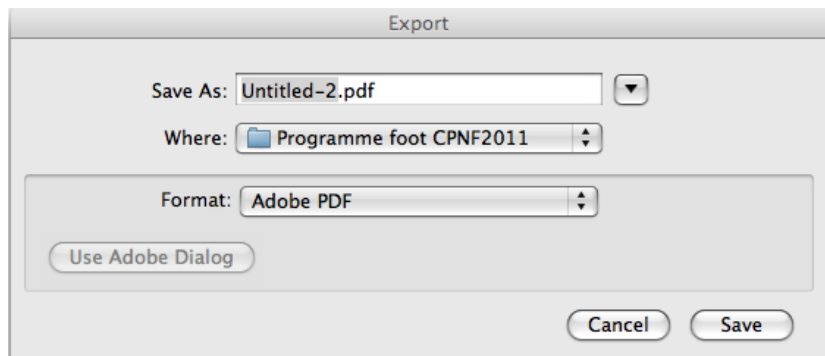 Export
Save As: Untitled-2.pdf
Where: Programme foot CPNF2011
Format: Adobe PDF
Use Adobe Dialog
Cancel Save